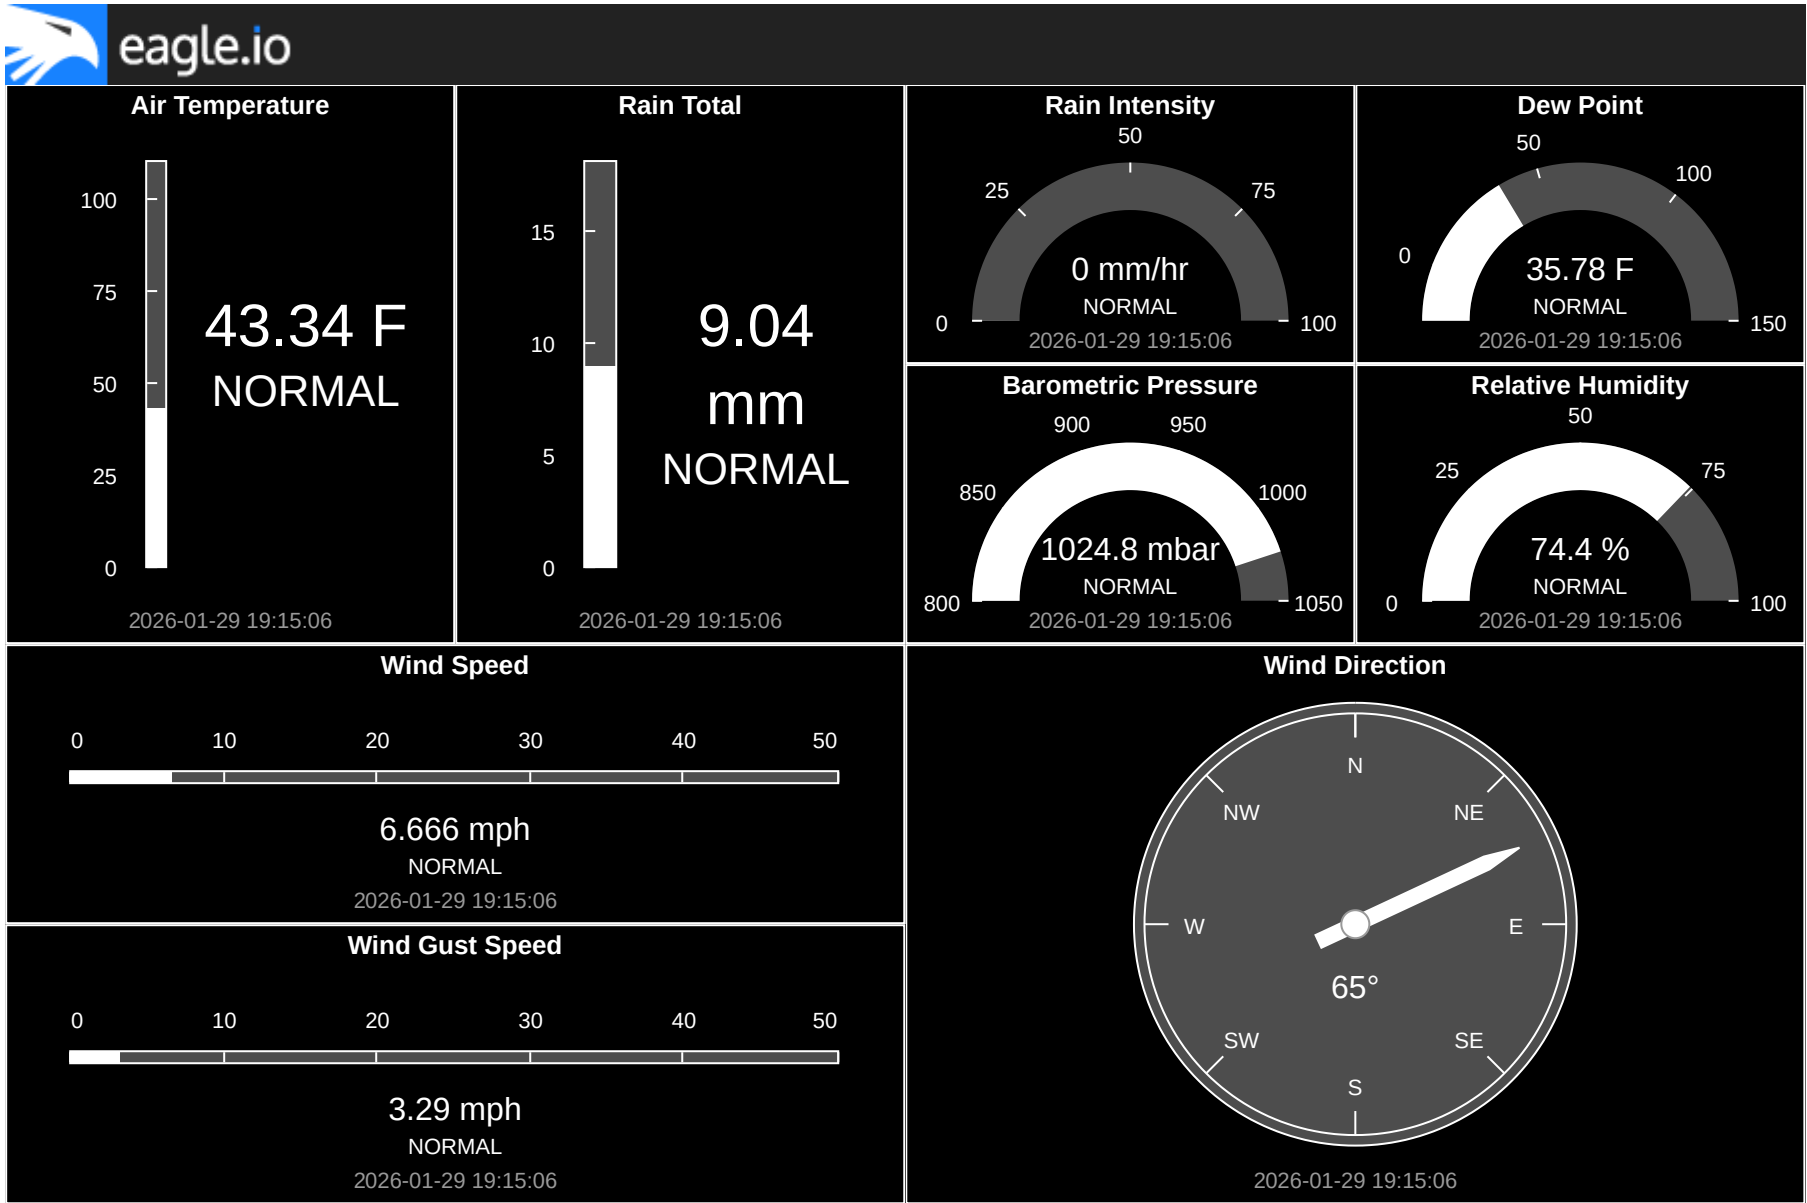 eagle.io
Air Temperature
100
75
50
25
0
43.34 F
NORMAL
2026-01-29 19:15:06
Rain Total
15
10
5
0
9.04
mm
NORMAL
2026-01-29 19:15:06
Rain Intensity
0
25
50
75
100
0 mm/hr
NORMAL
2026-01-29 19:15:06
Dew Point
0
50
100
150
35.78 F
NORMAL
2026-01-29 19:15:06
Barometric Pressure
800
850
900
950
1000
1050
1024.8 mbar
NORMAL
2026-01-29 19:15:06
Relative Humidity
0
25
50
75
100
74.4 %
NORMAL
2026-01-29 19:15:06
Wind Speed
0 10 20 30 40 50
6.666 mph
NORMAL
2026-01-29 19:15:06
Wind Gust Speed
0 10 20 30 40 50
3.29 mph
NORMAL
2026-01-29 19:15:06
Wind Direction
N
NW NE
W E
65°
SW SE
S
2026-01-29 19:15:06